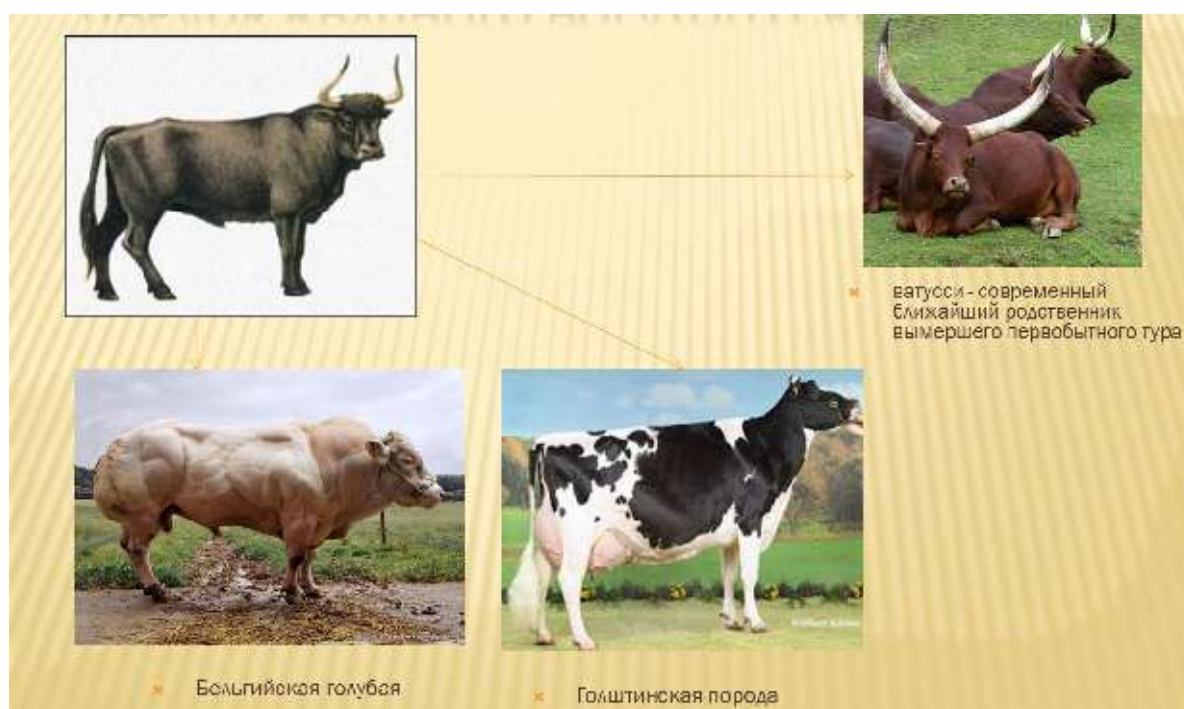 ватусси - современный
ближайший родственник
вымершего первобытного тура
Бельгийская голубая
Голштинская порода